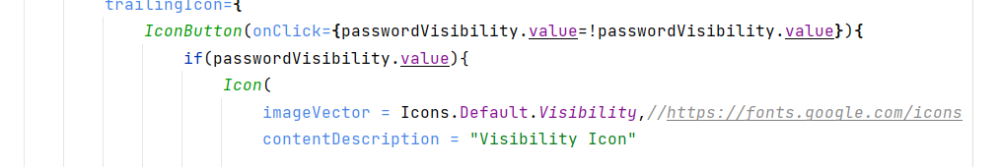 trailingIcon={
IconButton(onClick={passwordVisibility.value=!passwordVisibility.value}){
if(passwordVisibility.value){
Icon(
imageVector = Icons.Default.Visibility,//https://fonts.google.com/icons
contentDescription = "Visibility Icon"